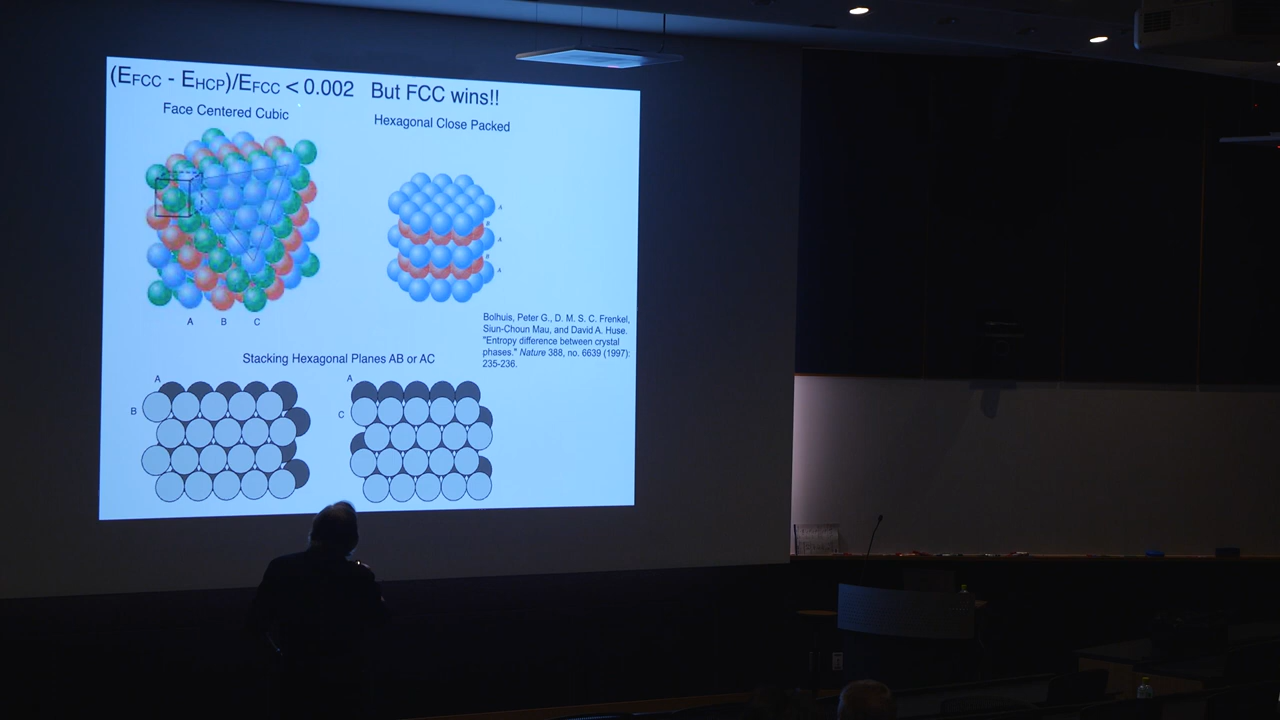 (EFCC - EHCP)/EFCC < 0.002 But FCC wins!!
Face Centered Cubic
Hexagonal Close Packed
A
B
A
B
A
A B C
Bolhuis, Peter G., D. M. S. C. Frenkel,
Siun-Choun Mau, and David A. Huse.
"Entropy difference between crystal
phases." Nature 388, no. 6639 (1997):
235-236.
Stacking Hexagonal Planes AB or AC
A
B
A
C